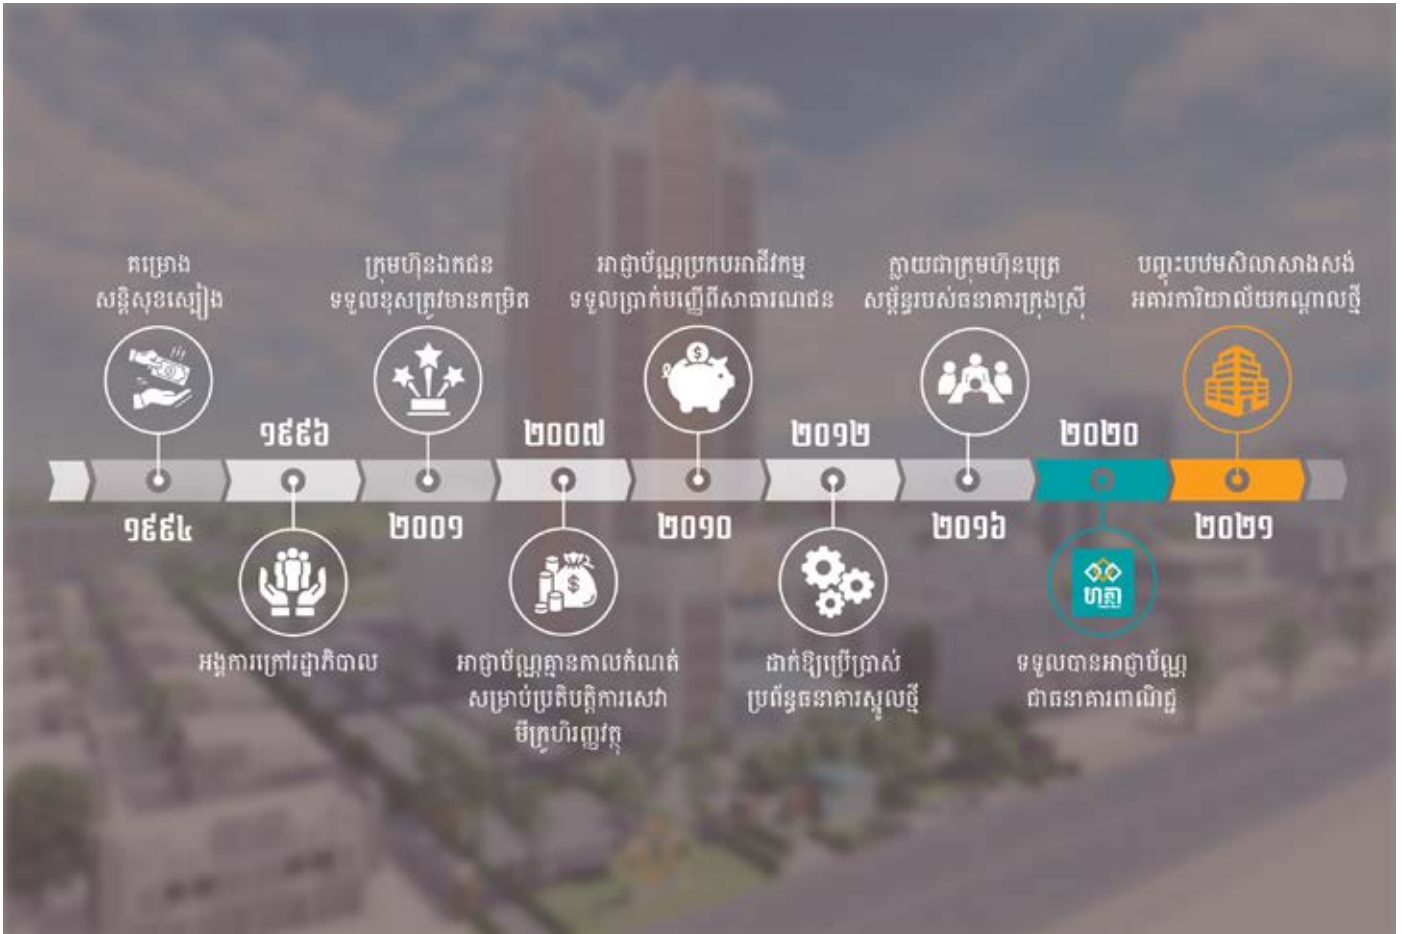 គម្រោង
សន្តិសុខស្បៀង
១៩៩៤
១៩៩៦
អង្គការក្រៅរដ្ឋាភិបាល
ក្រុមហ៊ុនឯកជន
ទទួលខុសត្រូវមានកម្រិត
២០០១
២០០៧
អាជ្ញាប័ណ្ណគ្មានកាលកំណត់
សម្រាប់ប្រតិបត្តិការសេវា
មីក្រូហិរញ្ញវត្ថុ
អាជ្ញាប័ណ្ណប្រកបអាជីវកម្ម
ទទួលប្រាក់បញ្ញើពីសាធារណជន
២០១០
២០១២
ដាក់ឱ្យប្រើប្រាស់
ប្រព័ន្ធធនាគារស្នូលថ្មី
ក្លាយជាក្រុមហ៊ុនបុត្រ
សម្ព័ន្ធរបស់ធនាគារក្រុងស្រី
២០១៦
២០២០
ហត្ថា
ទទួលបានអាជ្ញាប័ណ្ណ
ជាធនាគារពាណិជ្ជ
បញ្ចុះបឋមសិលាសាងសង់
អគារការិយាល័យកណ្តាលថ្មី
២០២១